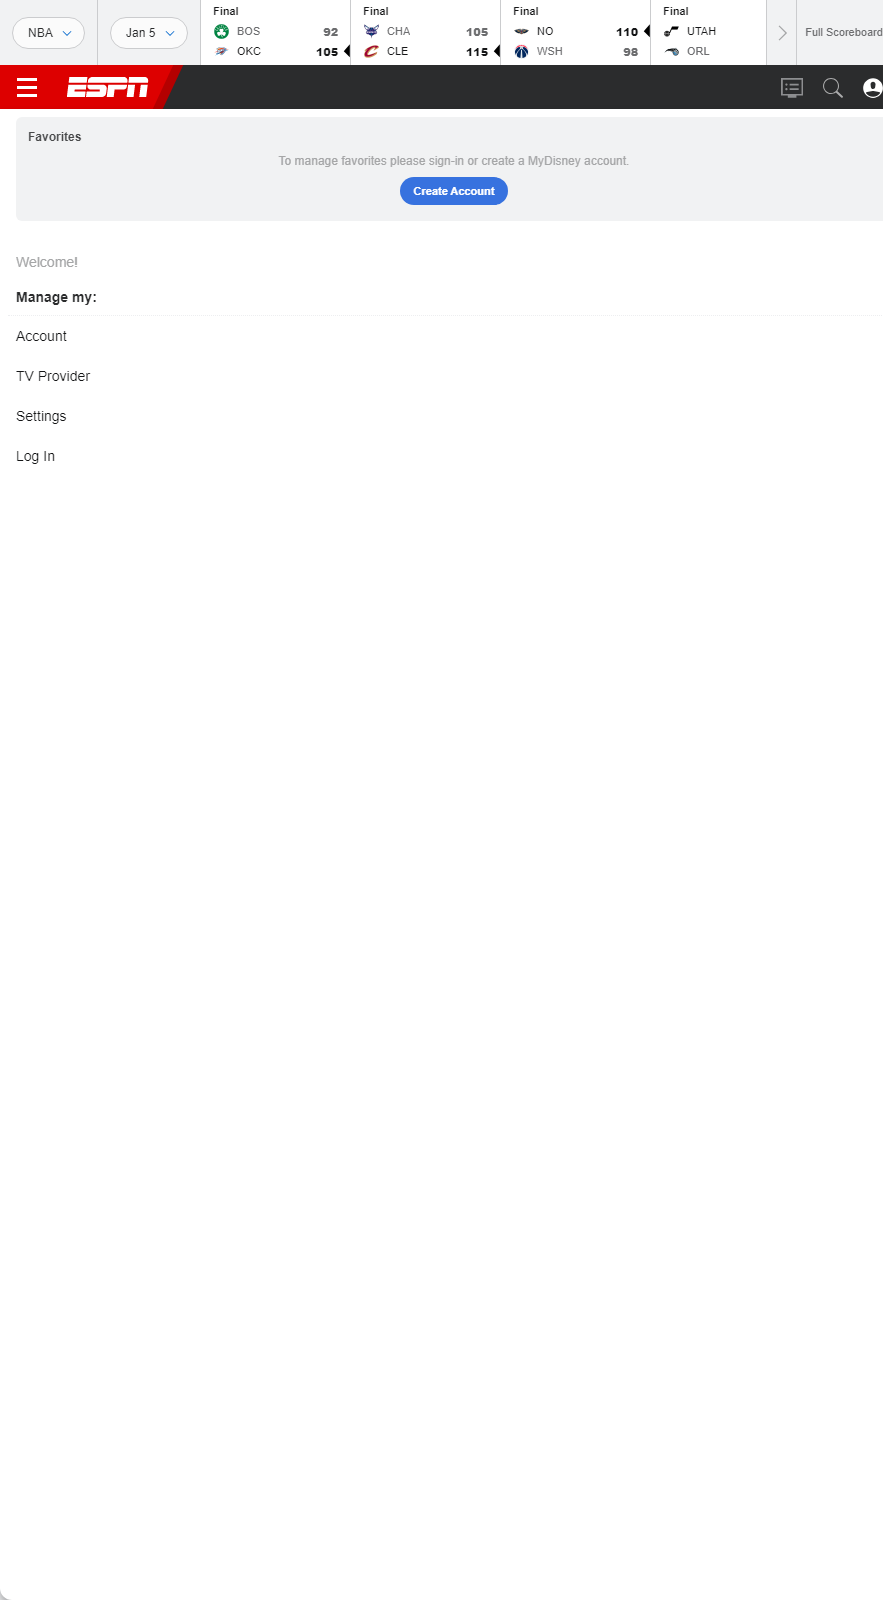 NBA
Jan 5
Final
BOS 92
OKC 105
Final
CHA 105
CLE 115
Final
NO 110
WSH 98
Final
UTAH
ORL
Full Scoreboard
ESPN
Favorites
To manage favorites please sign-in or create a MyDisney account.
Create Account
Welcome!
Manage my:
Account
TV Provider
Settings
Log In